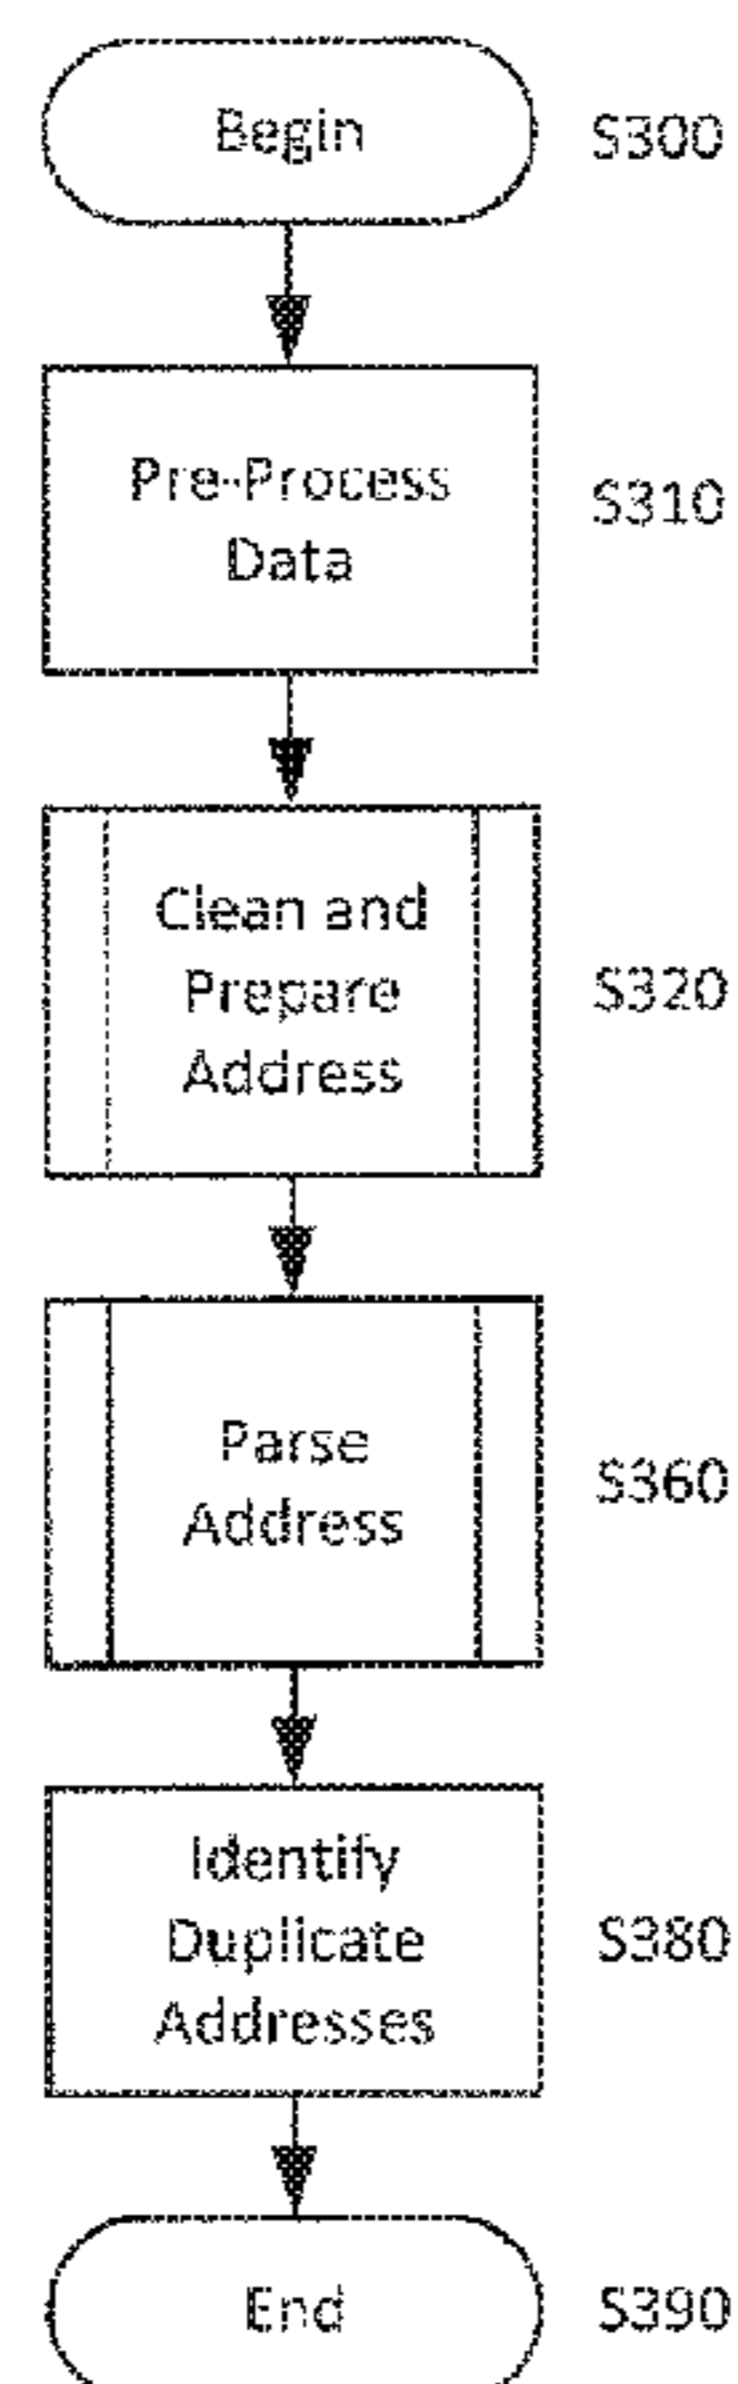 Begin
S300
Pre-Process
Data
S310
Clean and
Prepare
Address
S320
Parse
Address
S360
Identify
Duplicate
Addresses
S380
End
S390